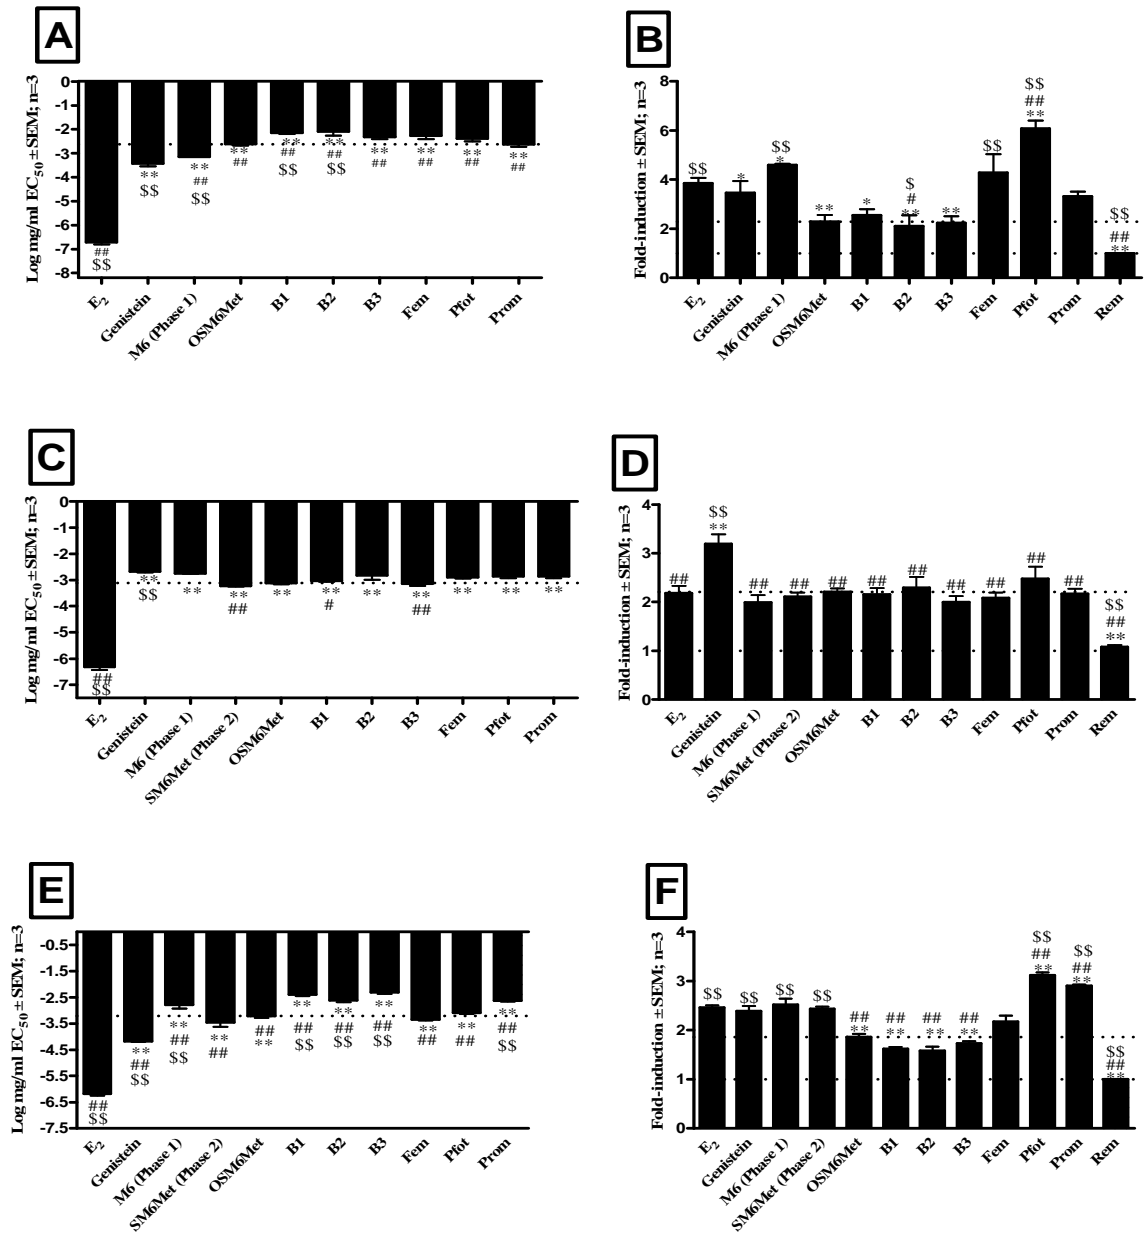 A
Log mg/ml EC50 ± SEM; n=3
0
-1
-2
-3
-4
-5
-6
-7
-8
## $$
** $$
** ## $$
** ##
** ## $$
** ## $$
** ##
** ##
** ##
** ##
E2
Genistein
M6 (Phase 1)
OSM6Met
B1
B2
B3
Fem
Pfot
Prom
B
Fold-induction ± SEM; n=3
8
6
4
2
0
$$
*
$$ *
**
*
$ # **
**
$$
$$ ## **
$$ ## **
E2
Genistein
M6 (Phase 1)
OSM6Met
B1
B2
B3
Fem
Pfot
Prom
Rem
C
Log mg/ml EC50 ± SEM; n=3
0
-1
-2
-3
-4
-5
-6
-7
## $$
** $$
**
** ##
**
** #
**
** ##
**
**
**
E2
Genistein
M6 (Phase 1)
SM6Met (Phase 2)
OSM6Met
B1
B2
B3
Fem
Pfot
Prom
D
Fold-induction ± SEM; n=3
4
3
2
1
0
##
$$ **
##
##
##
##
##
##
##
##
##
$$ ## **
E2
Genistein
M6 (Phase 1)
SM6Met (Phase 2)
OSM6Met
B1
B2
B3
Fem
Pfot
Prom
Rem
E
Log mg/ml EC50 ± SEM; n=3
-0.5
-1.5
-2.5
-3.5
-4.5
-5.5
-6.5
-7.5
## $$
** ## $$
** ## $$
** ##
## **
** ## $$
** ## $$
** ## $$
** ##
** ##
** ## $$
E2
Genistein
M6 (Phase 1)
SM6Met (Phase 2)
OSM6Met
B1
B2
B3
Fem
Pfot
Prom
F
Fold-induction ± SEM; n=3
4
3
2
1
0
$$
$$
$$
$$
## **
## **
## **
## **
$$ ## **
$$ ## **
$$ ## **
E2
Genistein
M6 (Phase 1)
SM6Met (Phase 2)
OSM6Met
B1
B2
B3
Fem
Pfot
Prom
Rem